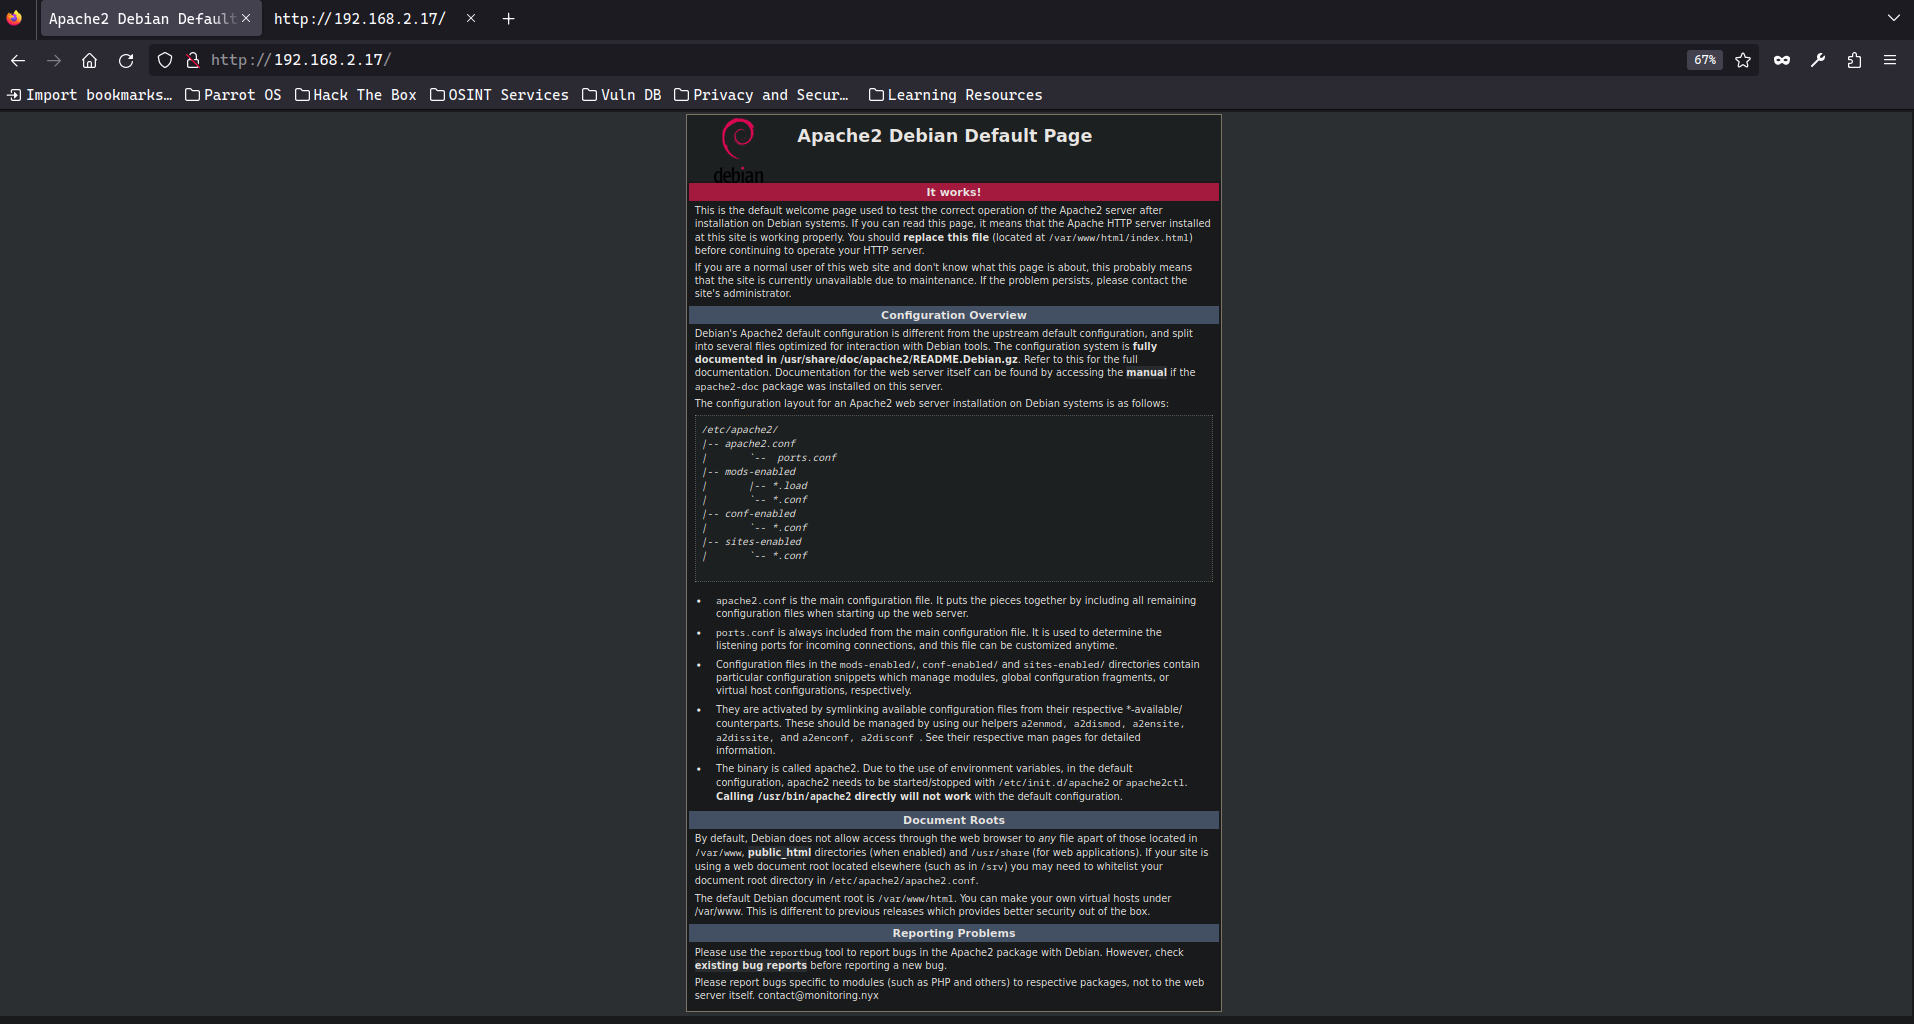 Apache2 Debian Default
http://192.168.2.17/
http://192.168.2.17/
67%
Import bookmarks...
Parrot OS
Hack The Box
OSINT Services
Vuln DB
Privacy and Secur...
Learning Resources
debian
Apache2 Debian Default Page
It works!
This is the default welcome page used to test the correct operation of the Apache2 server after
installation on Debian systems. If you can read this page, it means that the Apache HTTP server installed
at this site is working properly. You should replace this file (located at /var/www/html/index.html)
before continuing to operate your HTTP server.
If you are a normal user of this web site and don't know what this page is about, this probably means
that the site is currently unavailable due to maintenance. If the problem persists, please contact the
site's administrator.
Configuration Overview
Debian's Apache2 default configuration is different from the upstream default configuration, and split
into several files optimized for interaction with Debian tools. The configuration system is fully
documented in /usr/share/doc/apache2/README.Debian.gz. Refer to this for the full
documentation. Documentation for the web server itself can be found by accessing the manual if the
apache2-doc package was installed on this server.
The configuration layout for an Apache2 web server installation on Debian systems is as follows:
/etc/apache2/
|-- apache2.conf
|       `--  ports.conf
|-- mods-enabled
|       |-- *.load
|       `-- *.conf
|-- conf-enabled
|       `-- *.conf
|-- sites-enabled
|       `-- *.conf
• apache2.conf is the main configuration file. It puts the pieces together by including all remaining
configuration files when starting up the web server.
• ports.conf is always included from the main configuration file. It is used to determine the
listening ports for incoming connections, and this file can be customized anytime.
• Configuration files in the mods-enabled/, conf-enabled/ and sites-enabled/ directories contain
particular configuration snippets which manage modules, global configuration fragments, or
virtual host configurations, respectively.
• They are activated by symlinking available configuration files from their respective *-available/
counterparts. These should be managed by using our helpers a2enmod, a2dismod, a2ensite,
a2dissite, and a2enconf, a2disconf . See their respective man pages for detailed
information.
• The binary is called apache2. Due to the use of environment variables, in the default
configuration, apache2 needs to be started/stopped with /etc/init.d/apache2 or apache2ctl.
Calling /usr/bin/apache2 directly will not work with the default configuration.
Document Roots
By default, Debian does not allow access through the web browser to any file apart of those located in
/var/www, public_html directories (when enabled) and /usr/share (for web applications). If your site is
using a web document root located elsewhere (such as in /srv) you may need to whitelist your
document root directory in /etc/apache2/apache2.conf.
The default Debian document root is /var/www/html. You can make your own virtual hosts under
/var/www. This is different to previous releases which provides better security out of the box.
Reporting Problems
Please use the reportbug tool to report bugs in the Apache2 package with Debian. However, check
existing bug reports before reporting a new bug.
Please report bugs specific to modules (such as PHP and others) to respective packages, not to the web
server itself. contact@monitoring.nyx